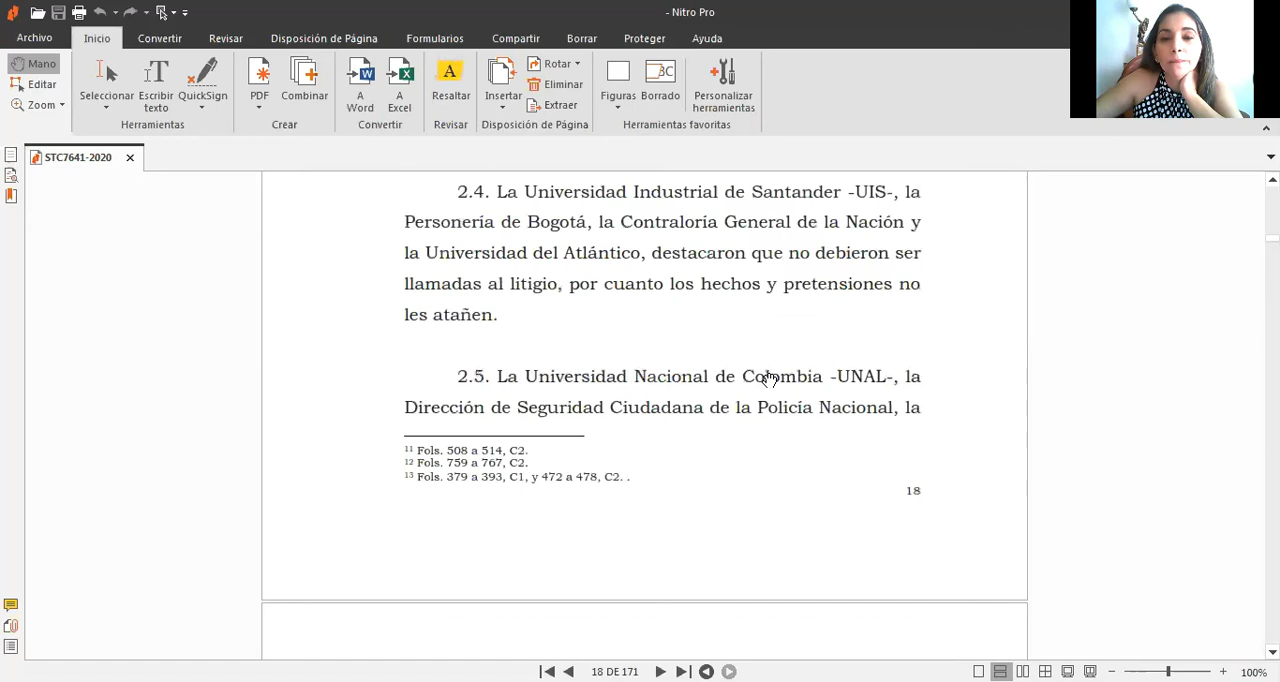 - Nitro Pro
Archivo Inicio Convertir Revisar Disposición de Página Formularios Compartir Borrar Proteger Ayuda
Mano
Editar
Zoom
Seleccionar
Escribir texto
QuickSign
Herramientas
PDF
Combinar
Crear
A Word
A Excel
Convertir
Resaltar
Revisar
Insertar
Rotar
Eliminar
Extraer
Disposición de Página
Figuras
Borrado
Personalizar herramientas
Herramientas favoritas
STC7641-2020
2.4. La Universidad Industrial de Santander -UIS-, la
Personería de Bogotá, la Contraloría General de la Nación y
la Universidad del Atlántico, destacaron que no debieron ser
llamadas al litigio, por cuanto los hechos y pretensiones no
les atañen.
2.5. La Universidad Nacional de Colombia -UNAL-, la
Dirección de Seguridad Ciudadana de la Policía Nacional, la
11 Fols. 508 a 514, C2.
12 Fols. 759 a 767, C2.
13 Fols. 379 a 393, C1, y 472 a 478, C2. .
18
18 DE 171
100%